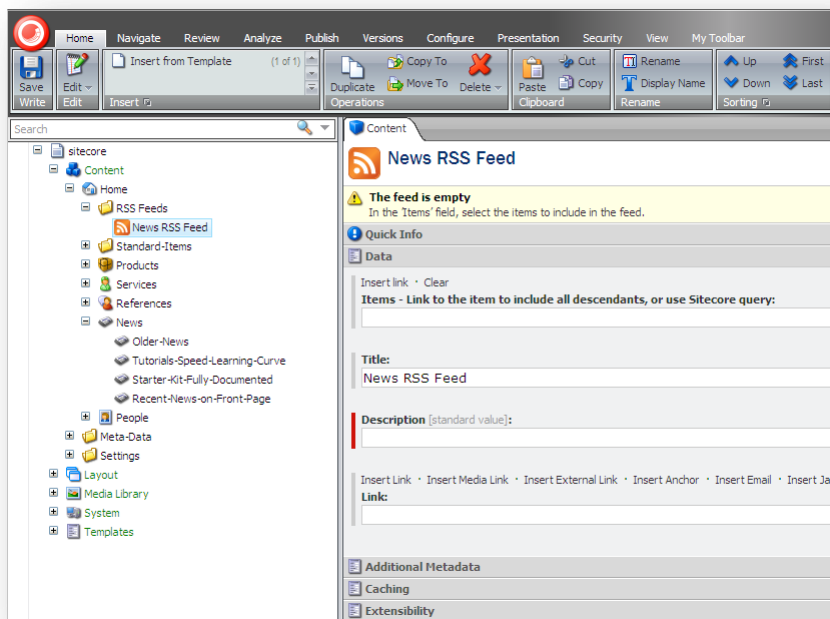 Home Navigate Review Analyze Publish Versions Configure Presentation Security View My Toolbar
Save
Write
Edit
Edit
Insert from Template (1 of 1)
Insert
Duplicate
Copy To
Move To
Delete
Operations
Paste
Cut
Copy
Clipboard
Rename
Display Name
Rename
Up
Down
First
Last
Sorting
Search
sitecore
Content
Home
RSS Feeds
News RSS Feed
Standard-Items
Products
Services
References
News
Older-News
Tutorials-Speed-Learning-Curve
Starter-Kit-Fully-Documented
Recent-News-on-Front-Page
People
Meta-Data
Settings
Layout
Media Library
System
Templates
Content
News RSS Feed
The feed is empty
In the 'Items' field, select the items to include in the feed.
Quick Info
Data
Insert link · Clear
Items - Link to the item to include all descendants, or use Sitecore query:
Title:
News RSS Feed
Description [standard value]:
Insert Link · Insert Media Link · Insert External Link · Insert Anchor · Insert Email · Insert Ja
Link:
Additional Metadata
Caching
Extensibility